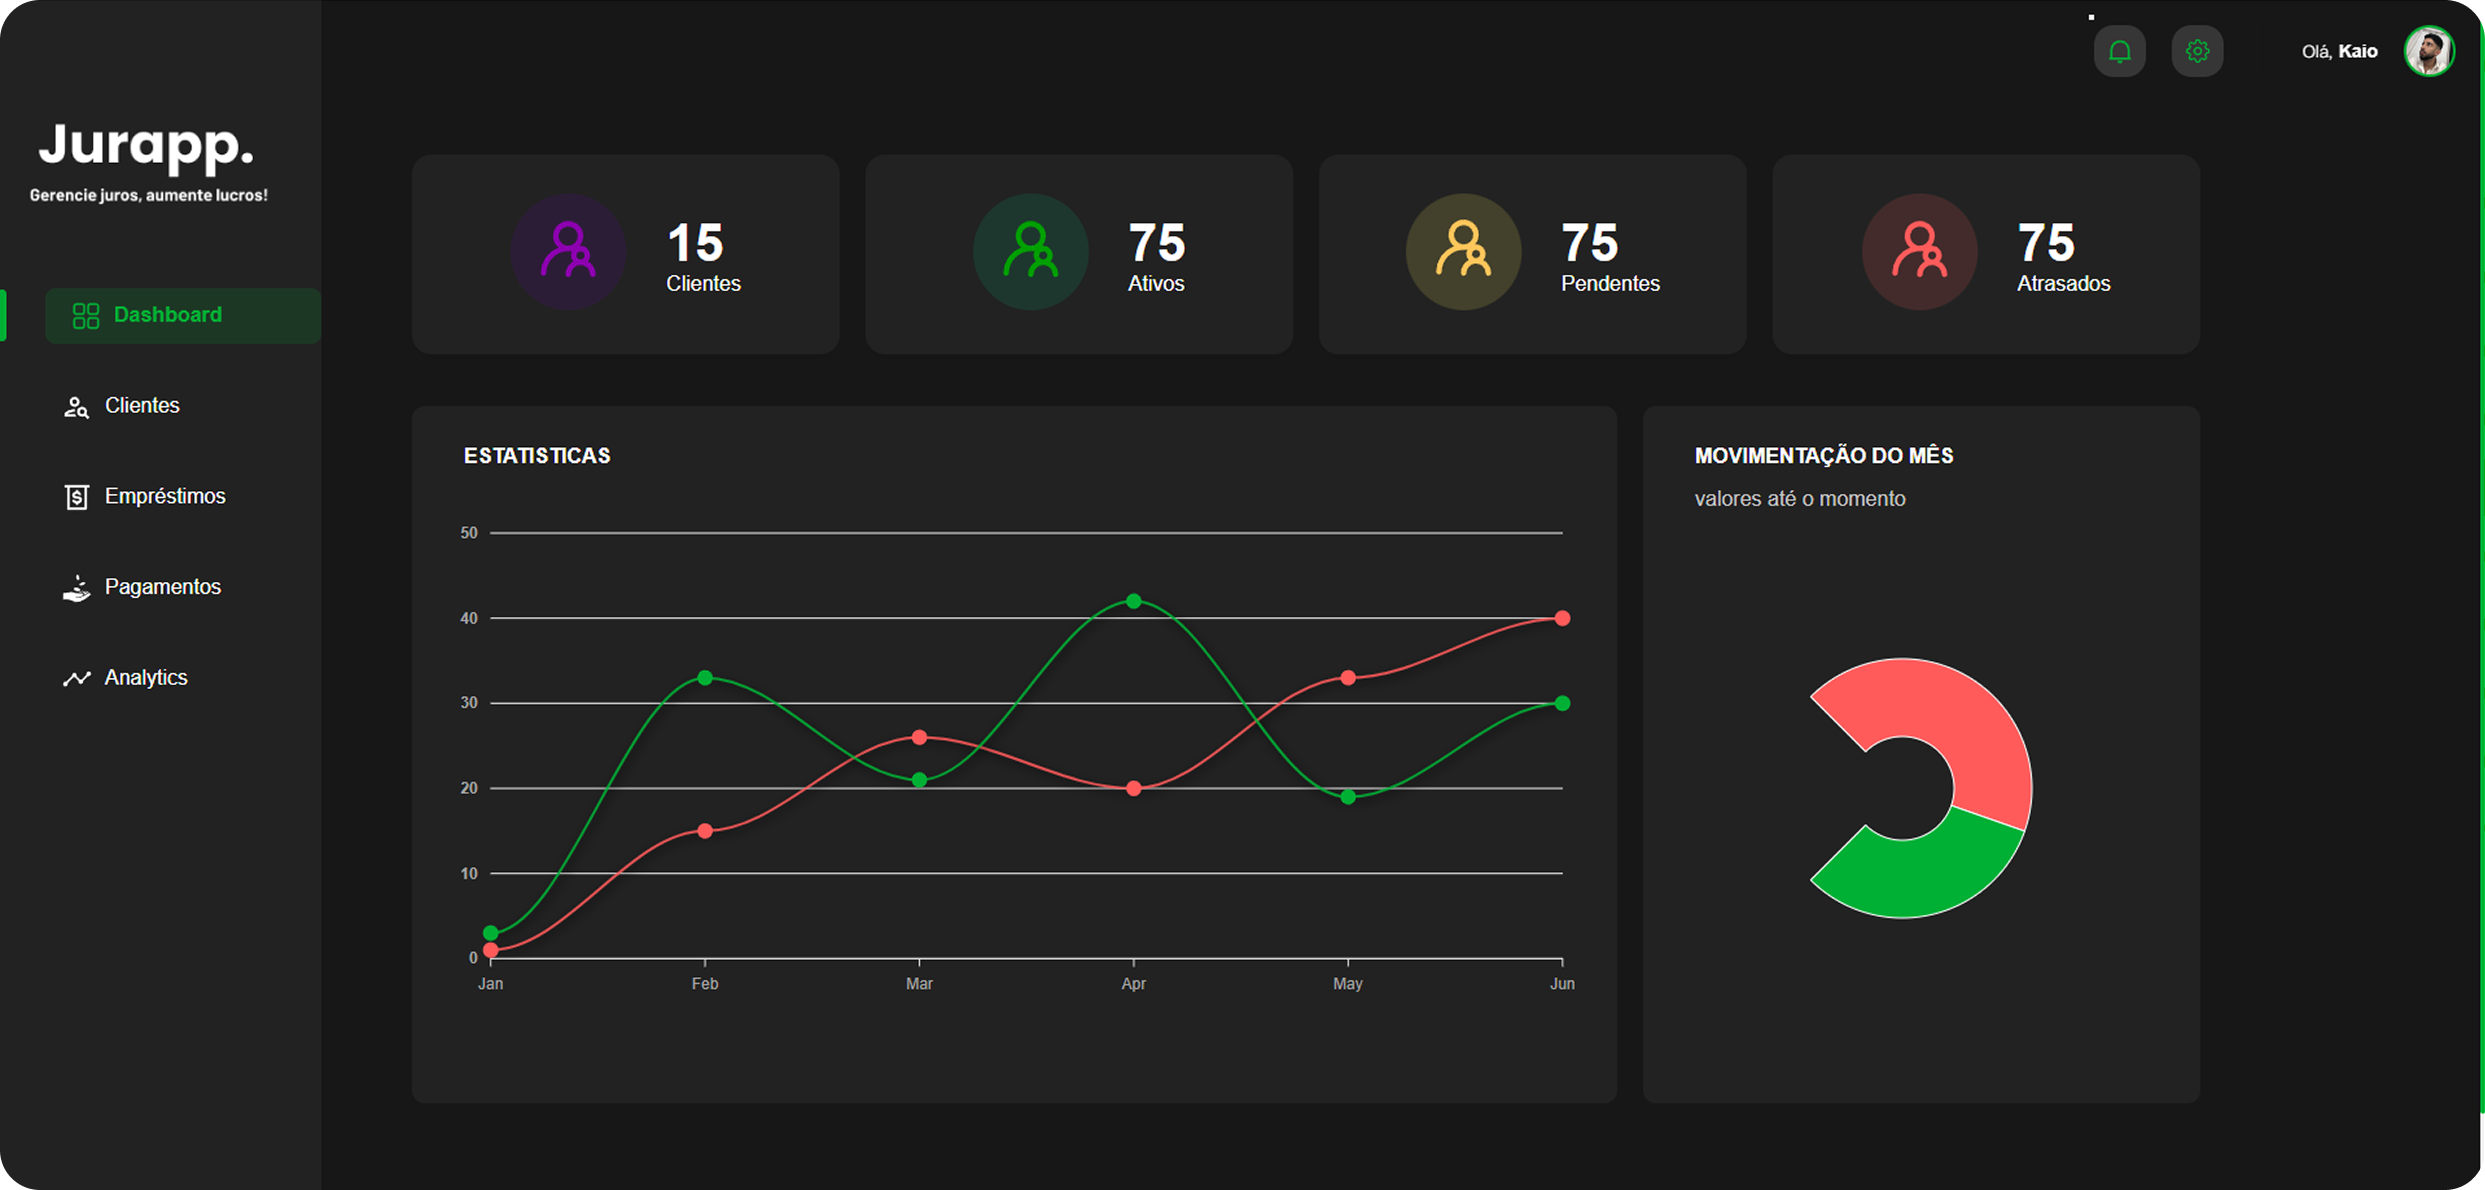 Olá, Kaio
Jurapp.
Gerencie juros, aumente lucros!
Dashboard
Clientes
Empréstimos
Pagamentos
Analytics
15
Clientes
75
Ativos
75
Pendentes
75
Atrasados
ESTATISTICAS
50
40
30
20
10
0
Jan Feb Mar Apr May Jun
MOVIMENTAÇÃO DO MÊS
valores até o momento